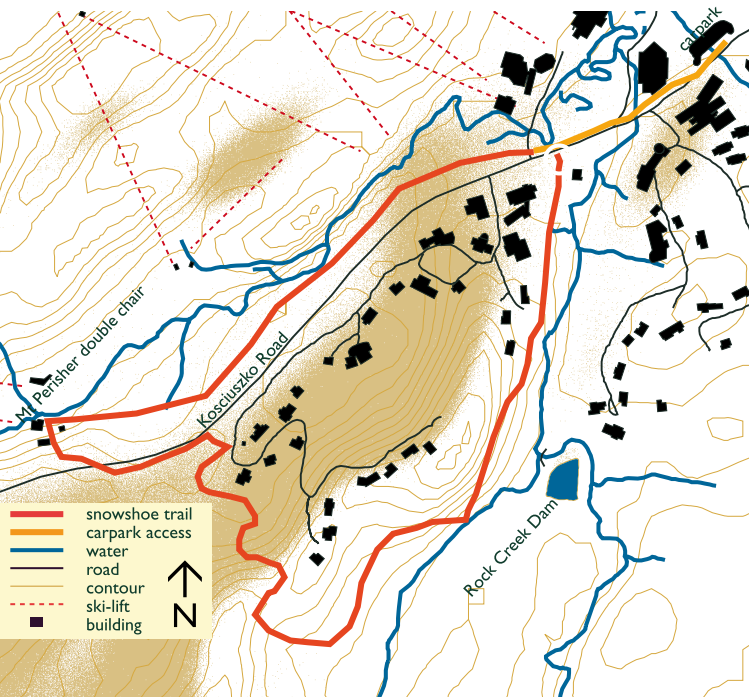 carpark
Mt Perisher double chair
Kosciuszko Road
Rock Creek Dam
snowshoe trail
carpark access
water
road
contour
ski-lift
building
N